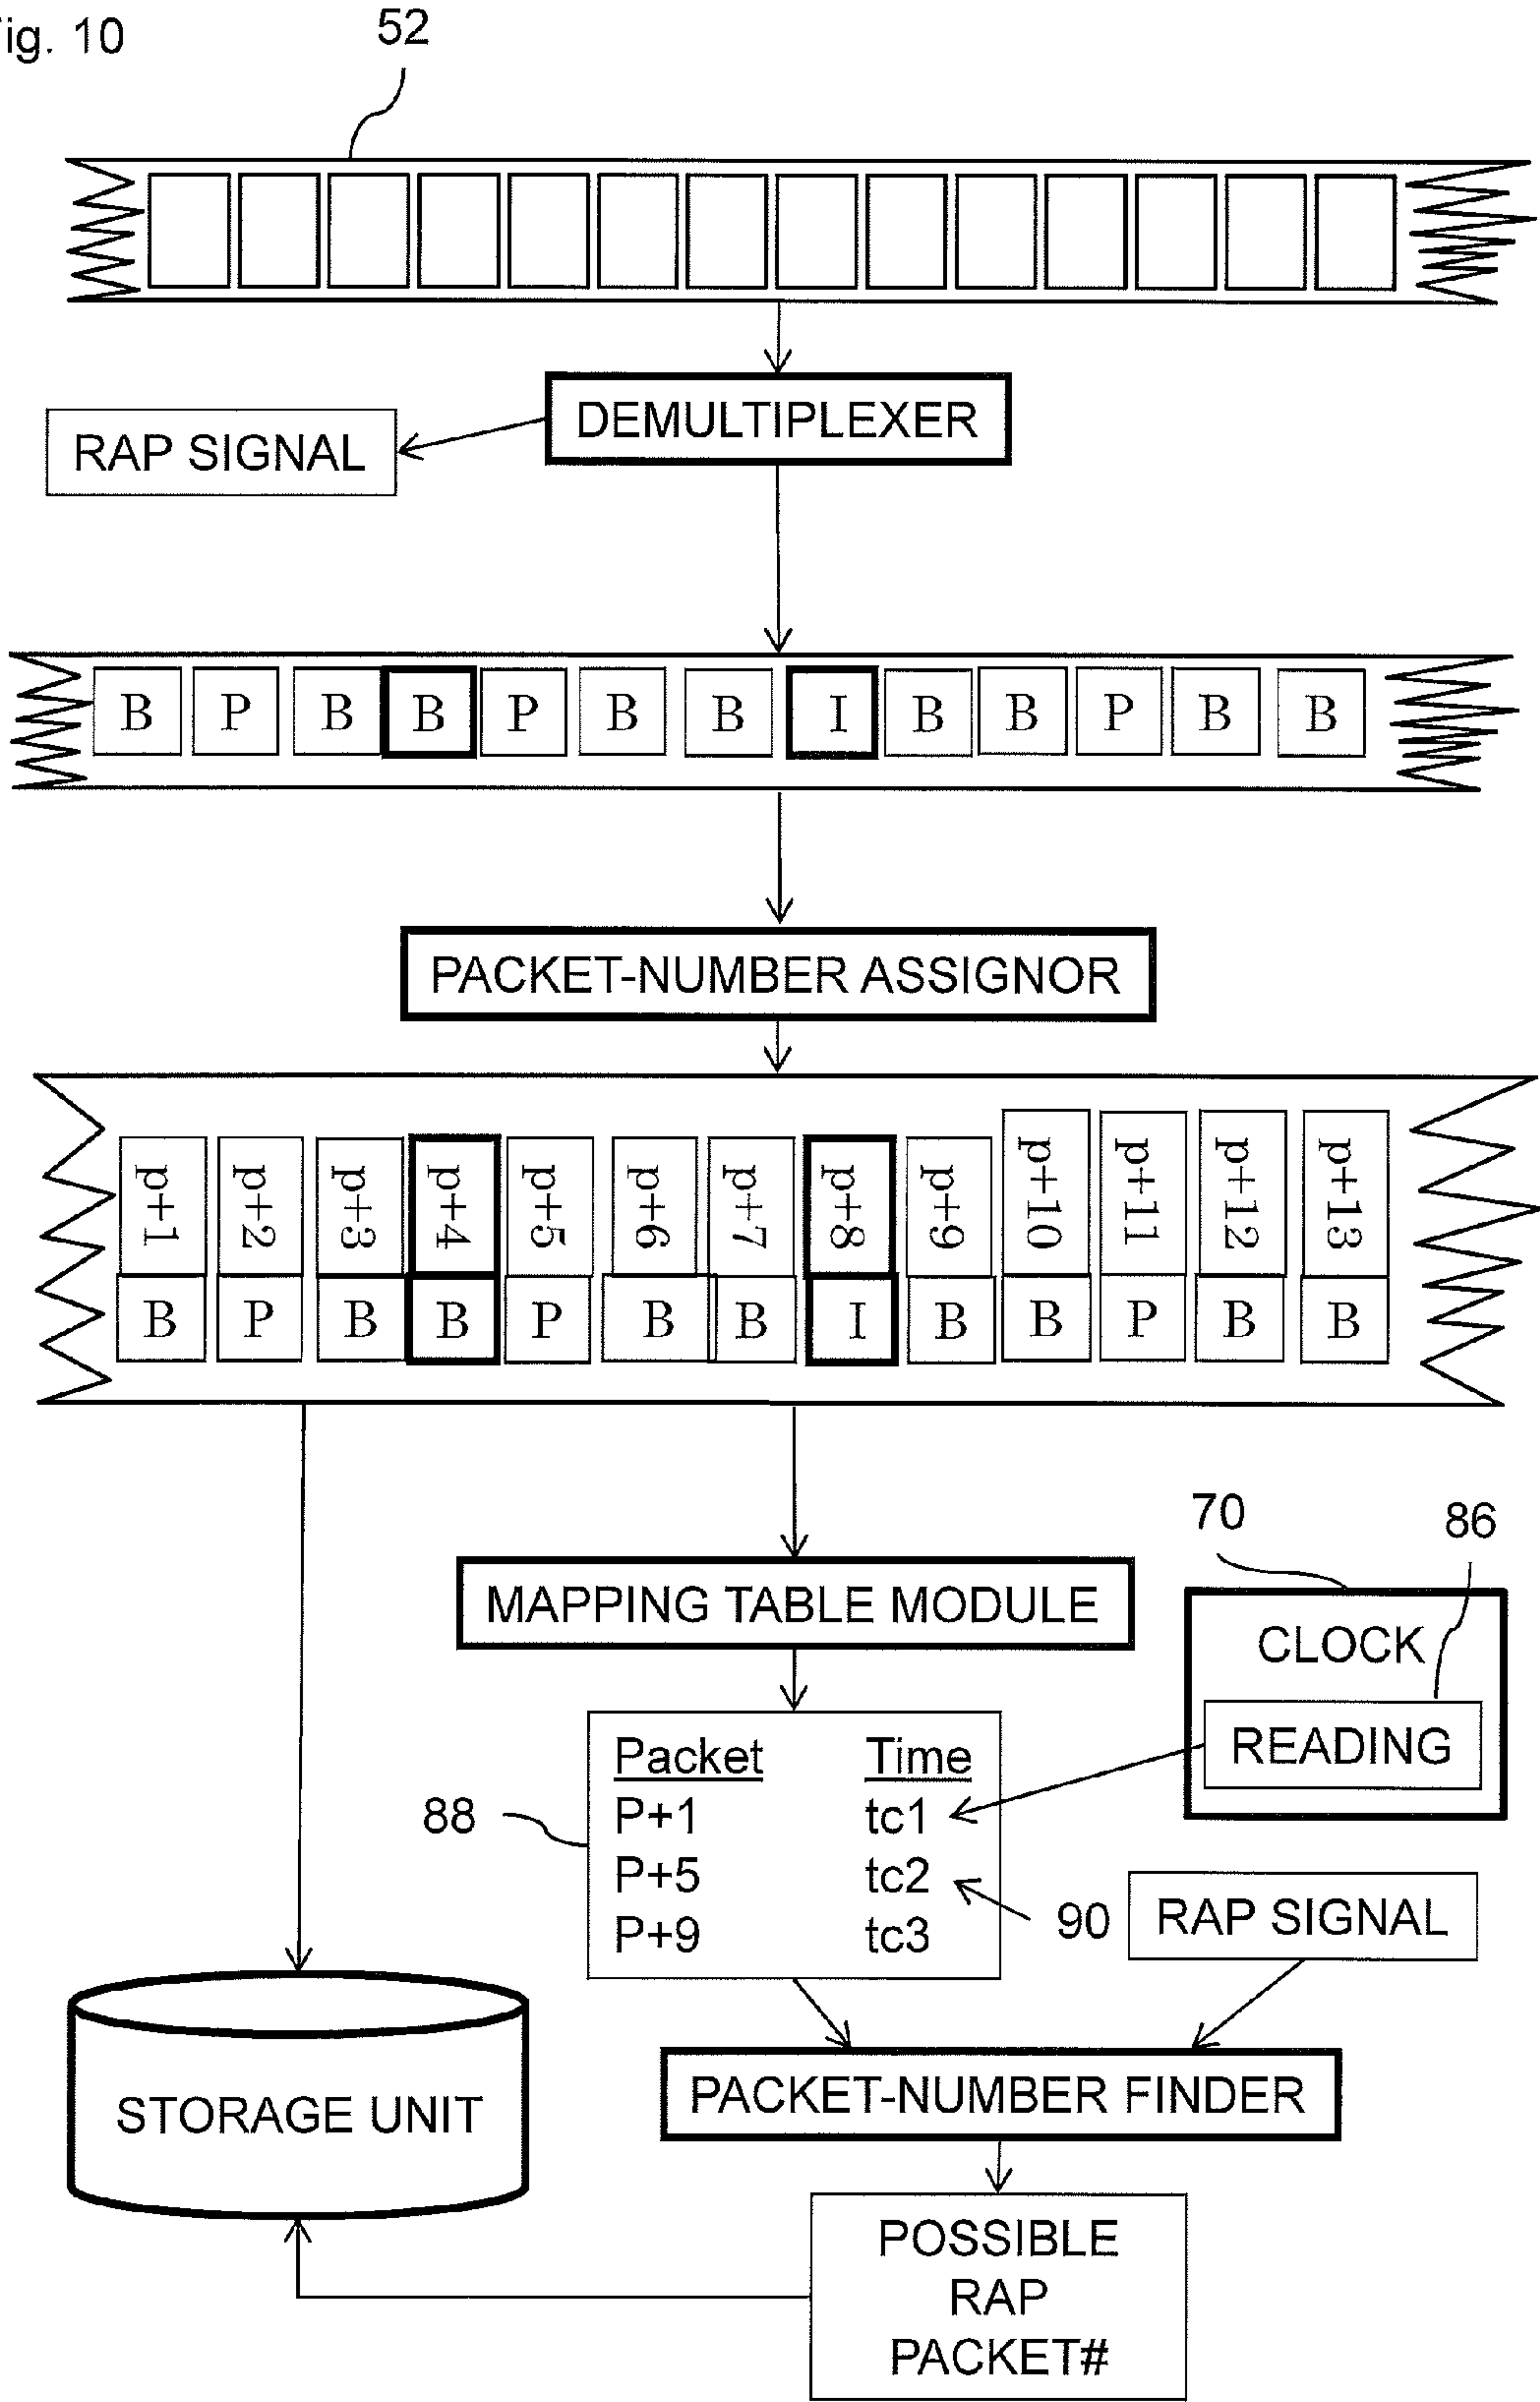 ig. 10
52
DEMULTIPLEXER
RAP SIGNAL
B P B B P B B I B B P B B
PACKET-NUMBER ASSIGNOR
p+1 p+2 p+3 p+4 p+5 p+6 p+7 p+8 p+9 p+10 p+11 p+12 p+13
B P B B P B B I B B P B B
70
86
MAPPING TABLE MODULE
CLOCK
READING
Packet Time
88
P+1 tc1
P+5 tc2
P+9 tc3
90
RAP SIGNAL
STORAGE UNIT
PACKET-NUMBER FINDER
POSSIBLE
RAP
PACKET#